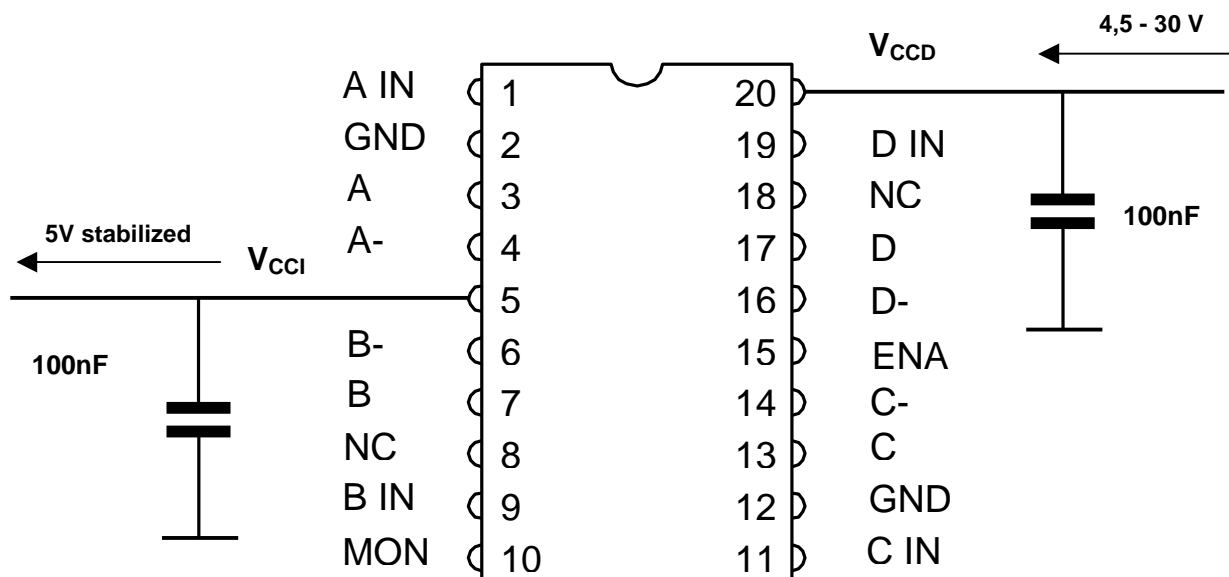 4,5 - 30 V
VCCD
A IN 1 20
GND 2 19 D IN
A 3 18 NC
5V stabilized
A- 4 17 D
VCCI
5 16 D-
B- 6 15 ENA
B 7 14 C-
NC 8 13 C
B IN 9 12 GND
MON 10 11 C IN
100nF
100nF